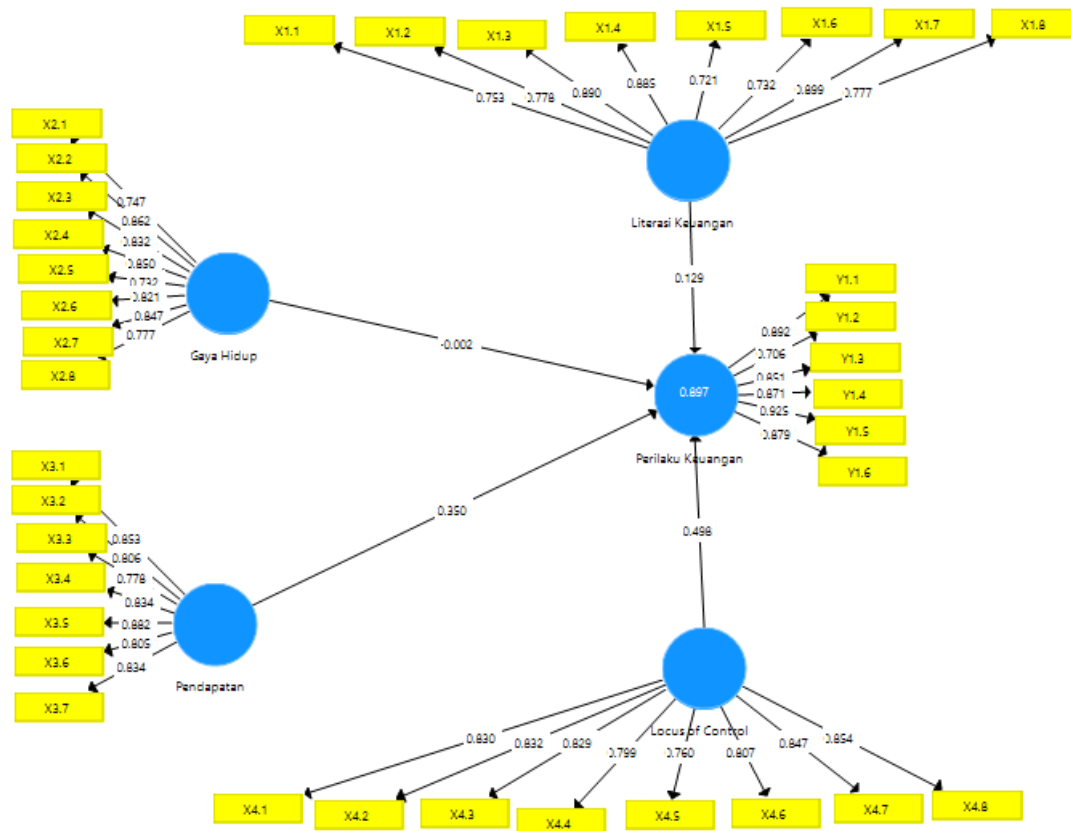 X1.1
X1.2
X1.3
X1.4
X1.5
X1.6
X1.7
X1.8
0.753
0.778
0.890
0.885
0.721
0.732
0.899
0.777
Literasi Keuangan
0.129
X2.1
X2.2
X2.3
X2.4
X2.5
X2.6
X2.7
X2.8
0.747
0.862
0.832
0.850
0.732
0.821
0.847
0.777
Gaya Hidup
-0.002
Y1.1
Y1.2
Y1.3
Y1.4
Y1.5
Y1.6
0.892
0.706
0.851
0.871
0.925
0.879
0.897
Perilaku Keuangan
X3.1
X3.2
X3.3
X3.4
X3.5
X3.6
X3.7
0.853
0.806
0.778
0.834
0.882
0.805
0.834
Pendapatan
0.350
0.498
Locus of Control
0.830
0.832
0.829
0.799
0.760
0.807
0.847
0.854
X4.1
X4.2
X4.3
X4.4
X4.5
X4.6
X4.7
X4.8